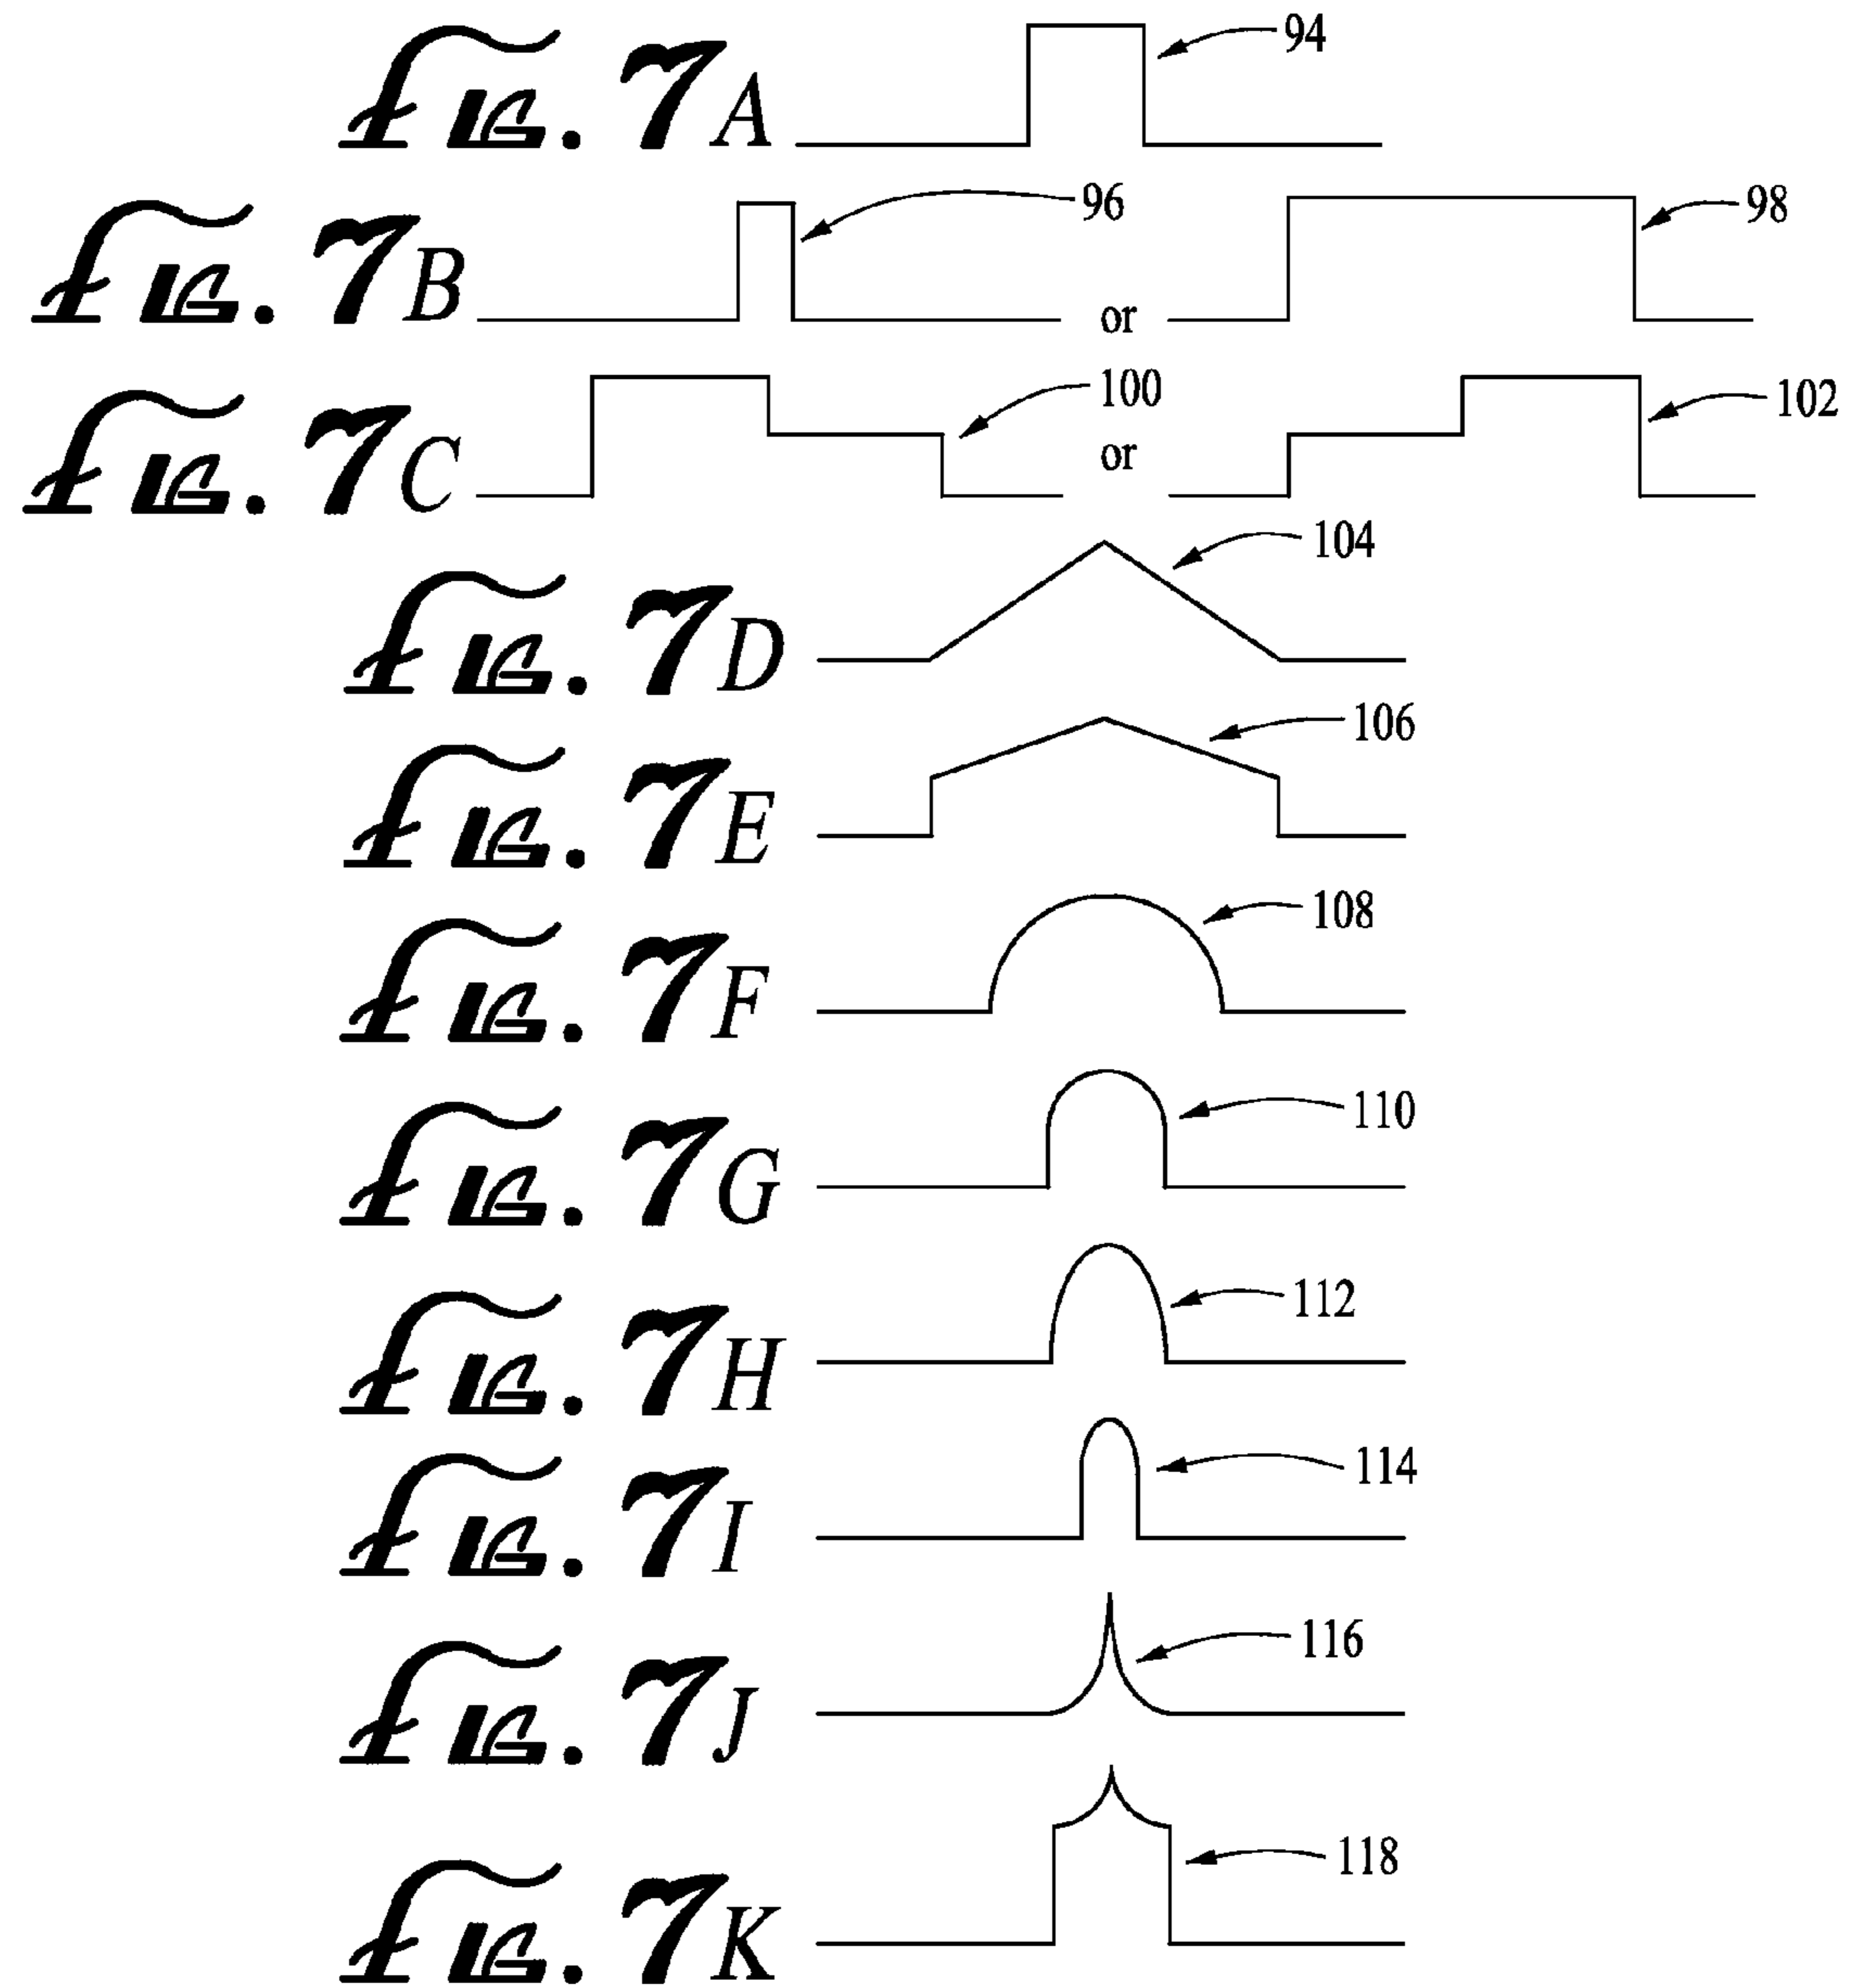 FIG. 7A
94
FIG. 7B
96
or
98
FIG. 7C
100
or
102
FIG. 7D
104
FIG. 7E
106
FIG. 7F
108
FIG. 7G
110
FIG. 7H
112
FIG. 7I
114
FIG. 7J
116
FIG. 7K
118